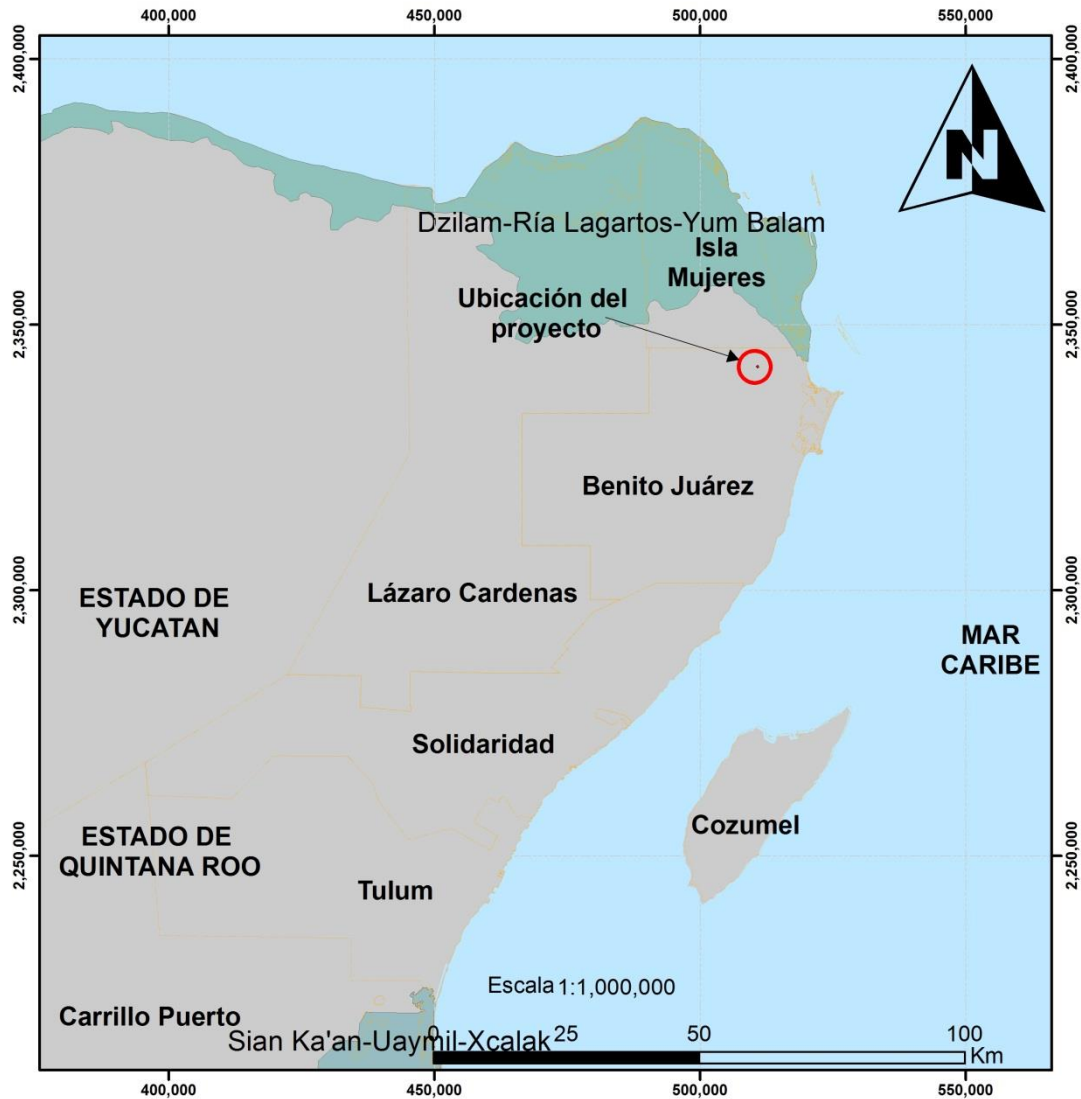 400,000
450,000
500,000
550,000
2,400,000
2,400,000
N
Dzilam-Ría Lagartos-Yum Balam
Isla
Mujeres
Ubicación del
proyecto
2,350,000
2,350,000
Benito Juárez
Lázaro Cardenas
2,300,000
2,300,000
ESTADO DE
YUCATAN
MAR
CARIBE
Solidaridad
Cozumel
ESTADO DE
QUINTANA ROO
2,250,000
2,250,000
Tulum
Escala 1:1,000,000
Carrillo Puerto
Sian Ka'an-Uaymil-Xcalak
0
25
50
100
Km
400,000
450,000
500,000
550,000